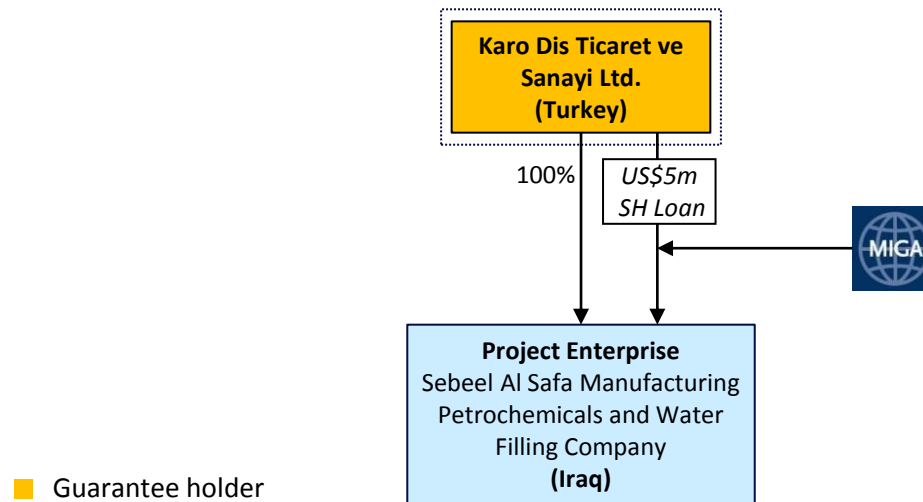 Karo Dis Ticaret ve
Sanayi Ltd.
(Turkey)
100%
US$5m
SH Loan
MIGA
Project Enterprise
Sebeel Al Safa Manufacturing
Petrochemicals and Water
Filling Company
(Iraq)
Guarantee holder